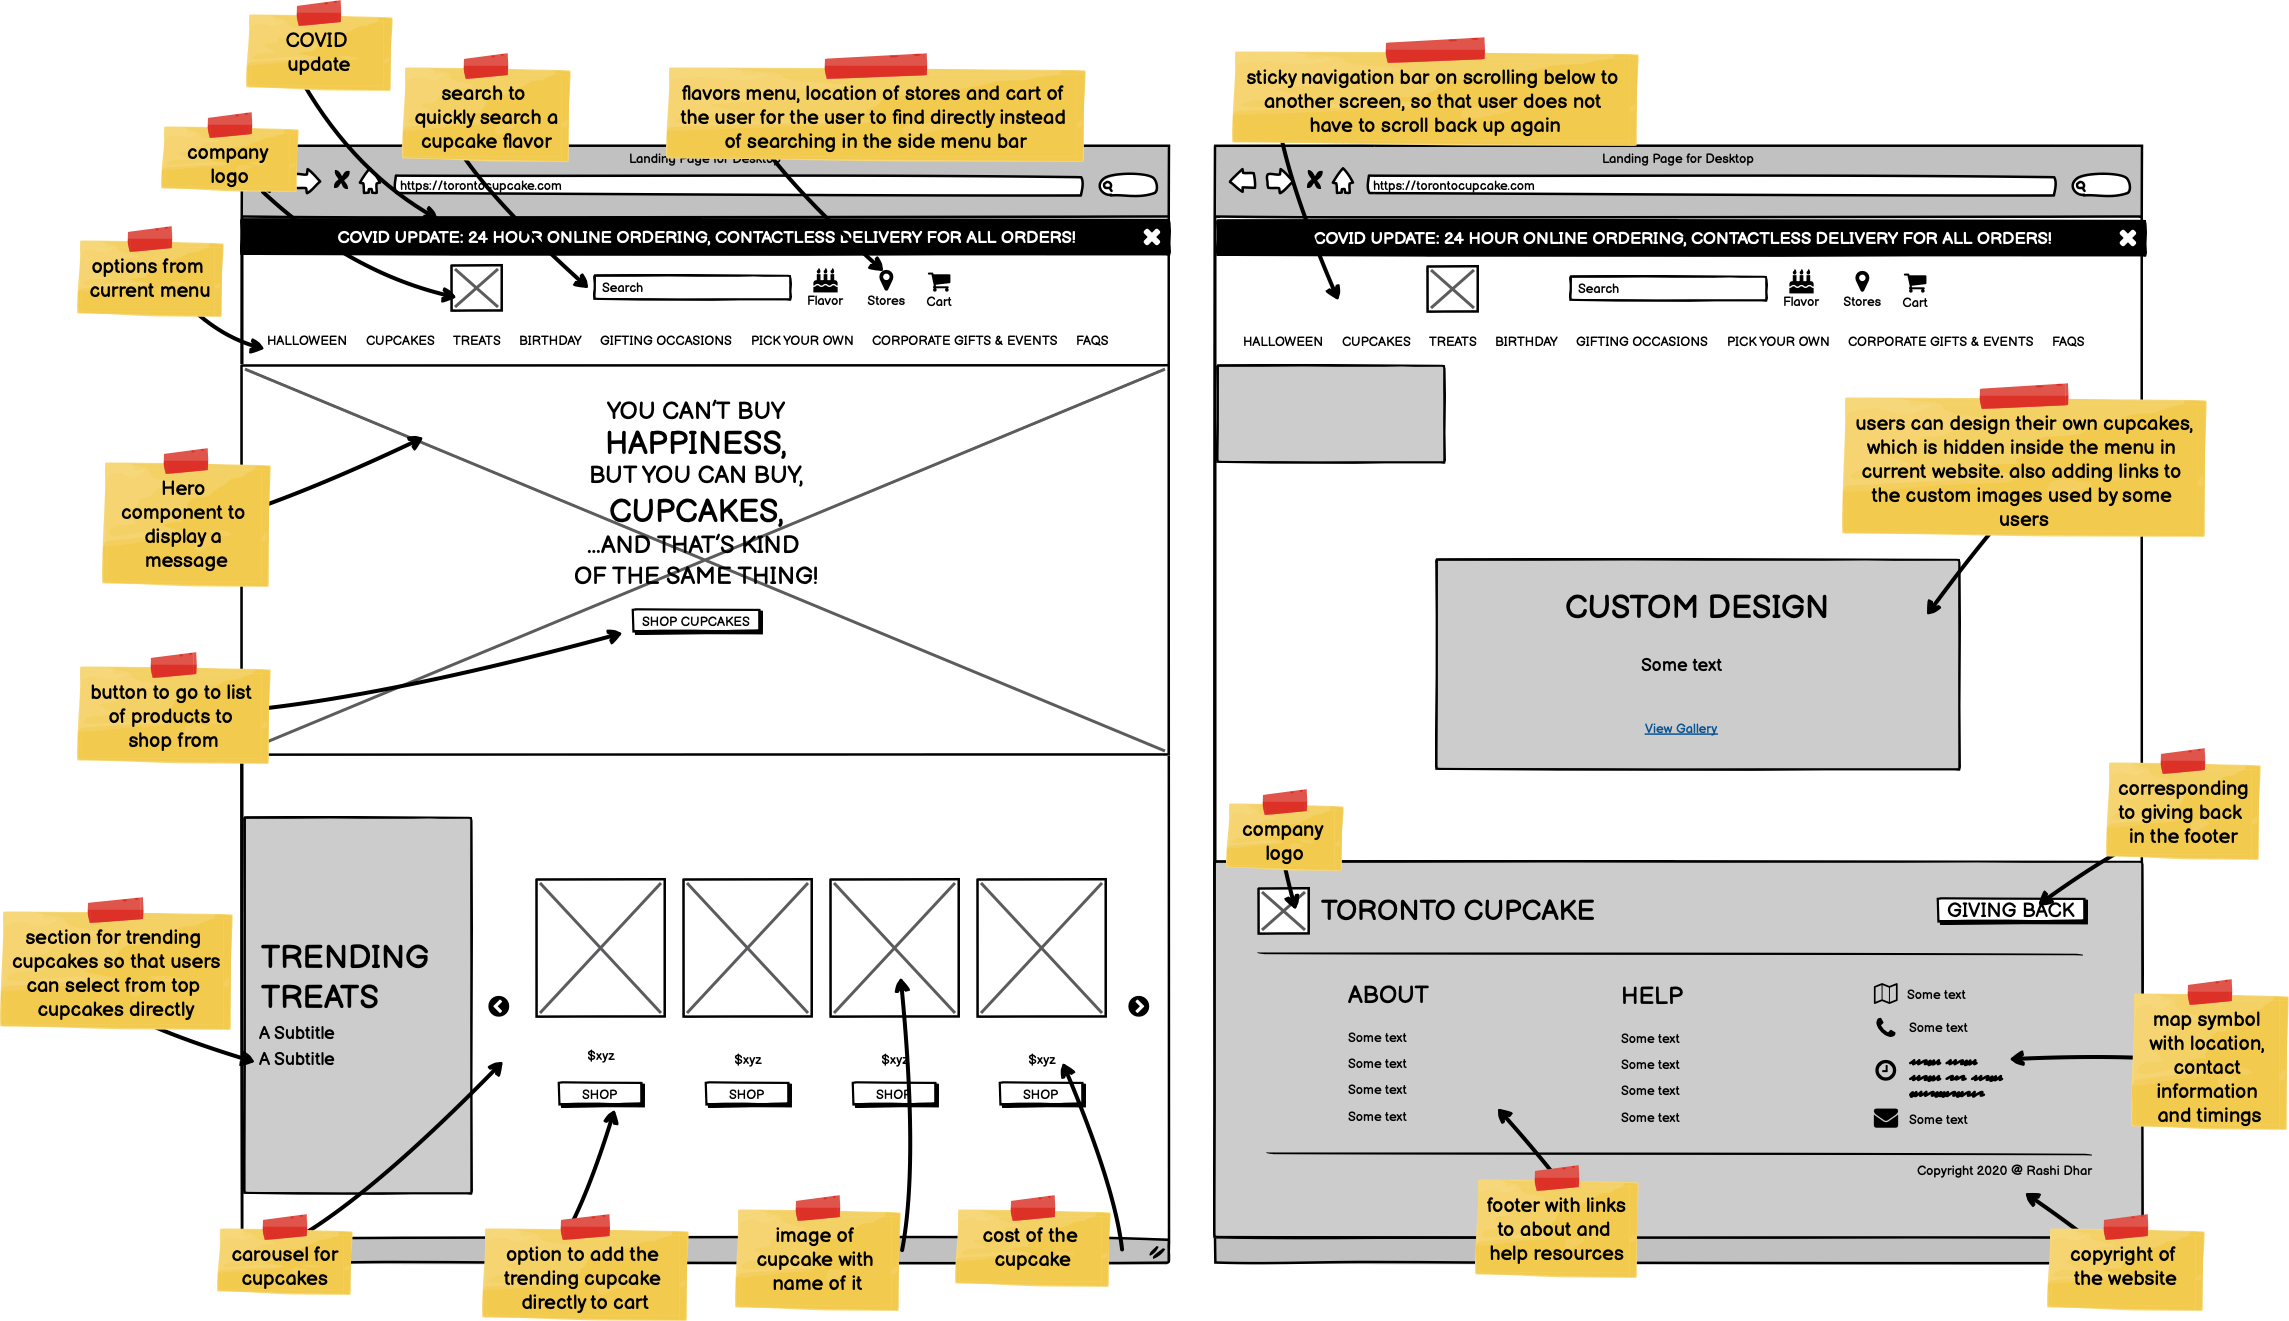 COVID
update
search to
quickly search a
cupcake flavor
flavors menu, location of stores and cart of
the user for the user to find directly instead
of searching in the side menu bar
company
logo
Landing Page for Desktop
https://torontocupcake.com
COVID UPDATE: 24 HOUR ONLINE ORDERING, CONTACTLESS DELIVERY FOR ALL ORDERS!
options from
current menu
Search
Flavor
Stores
Cart
HALLOWEEN CUPCAKES TREATS BIRTHDAY GIFTING OCCASIONS PICK YOUR OWN CORPORATE GIFTS & EVENTS FAQS
YOU CAN'T BUY
HAPPINESS,
BUT YOU CAN BUY,
CUPCAKES,
...AND THAT'S KIND
OF THE SAME THING!
SHOP CUPCAKES
Hero
component to
display a
message
button to go to list
of products to
shop from
section for trending
cupcakes so that users
can select from top
cupcakes directly
TRENDING
TREATS
A Subtitle
A Subtitle
$xyz $xyz $xyz $xyz
SHOP SHOP SHOP SHOP
carousel for
cupcakes
option to add the
trending cupcake
directly to cart
image of
cupcake with
name of it
cost of the
cupcake
sticky navigation bar on scrolling below to
another screen, so that user does not
have to scroll back up again
Landing Page for Desktop
https://torontocupcake.com
COVID UPDATE: 24 HOUR ONLINE ORDERING, CONTACTLESS DELIVERY FOR ALL ORDERS!
Search
Flavor
Stores
Cart
HALLOWEEN CUPCAKES TREATS BIRTHDAY GIFTING OCCASIONS PICK YOUR OWN CORPORATE GIFTS & EVENTS FAQS
users can design their own cupcakes,
which is hidden inside the menu in
current website. also adding links to
the custom images used by some
users
CUSTOM DESIGN
Some text
View Gallery
company
logo
corresponding
to giving back
in the footer
TORONTO CUPCAKE
GIVING BACK
ABOUT
Some text
Some text
Some text
Some text
HELP
Some text
Some text
Some text
Some text
Some text
Some text
Some text
map symbol
with location,
contact
information
and timings
Copyright 2020 @ Rashi Dhar
footer with links
to about and
help resources
copyright of
the website